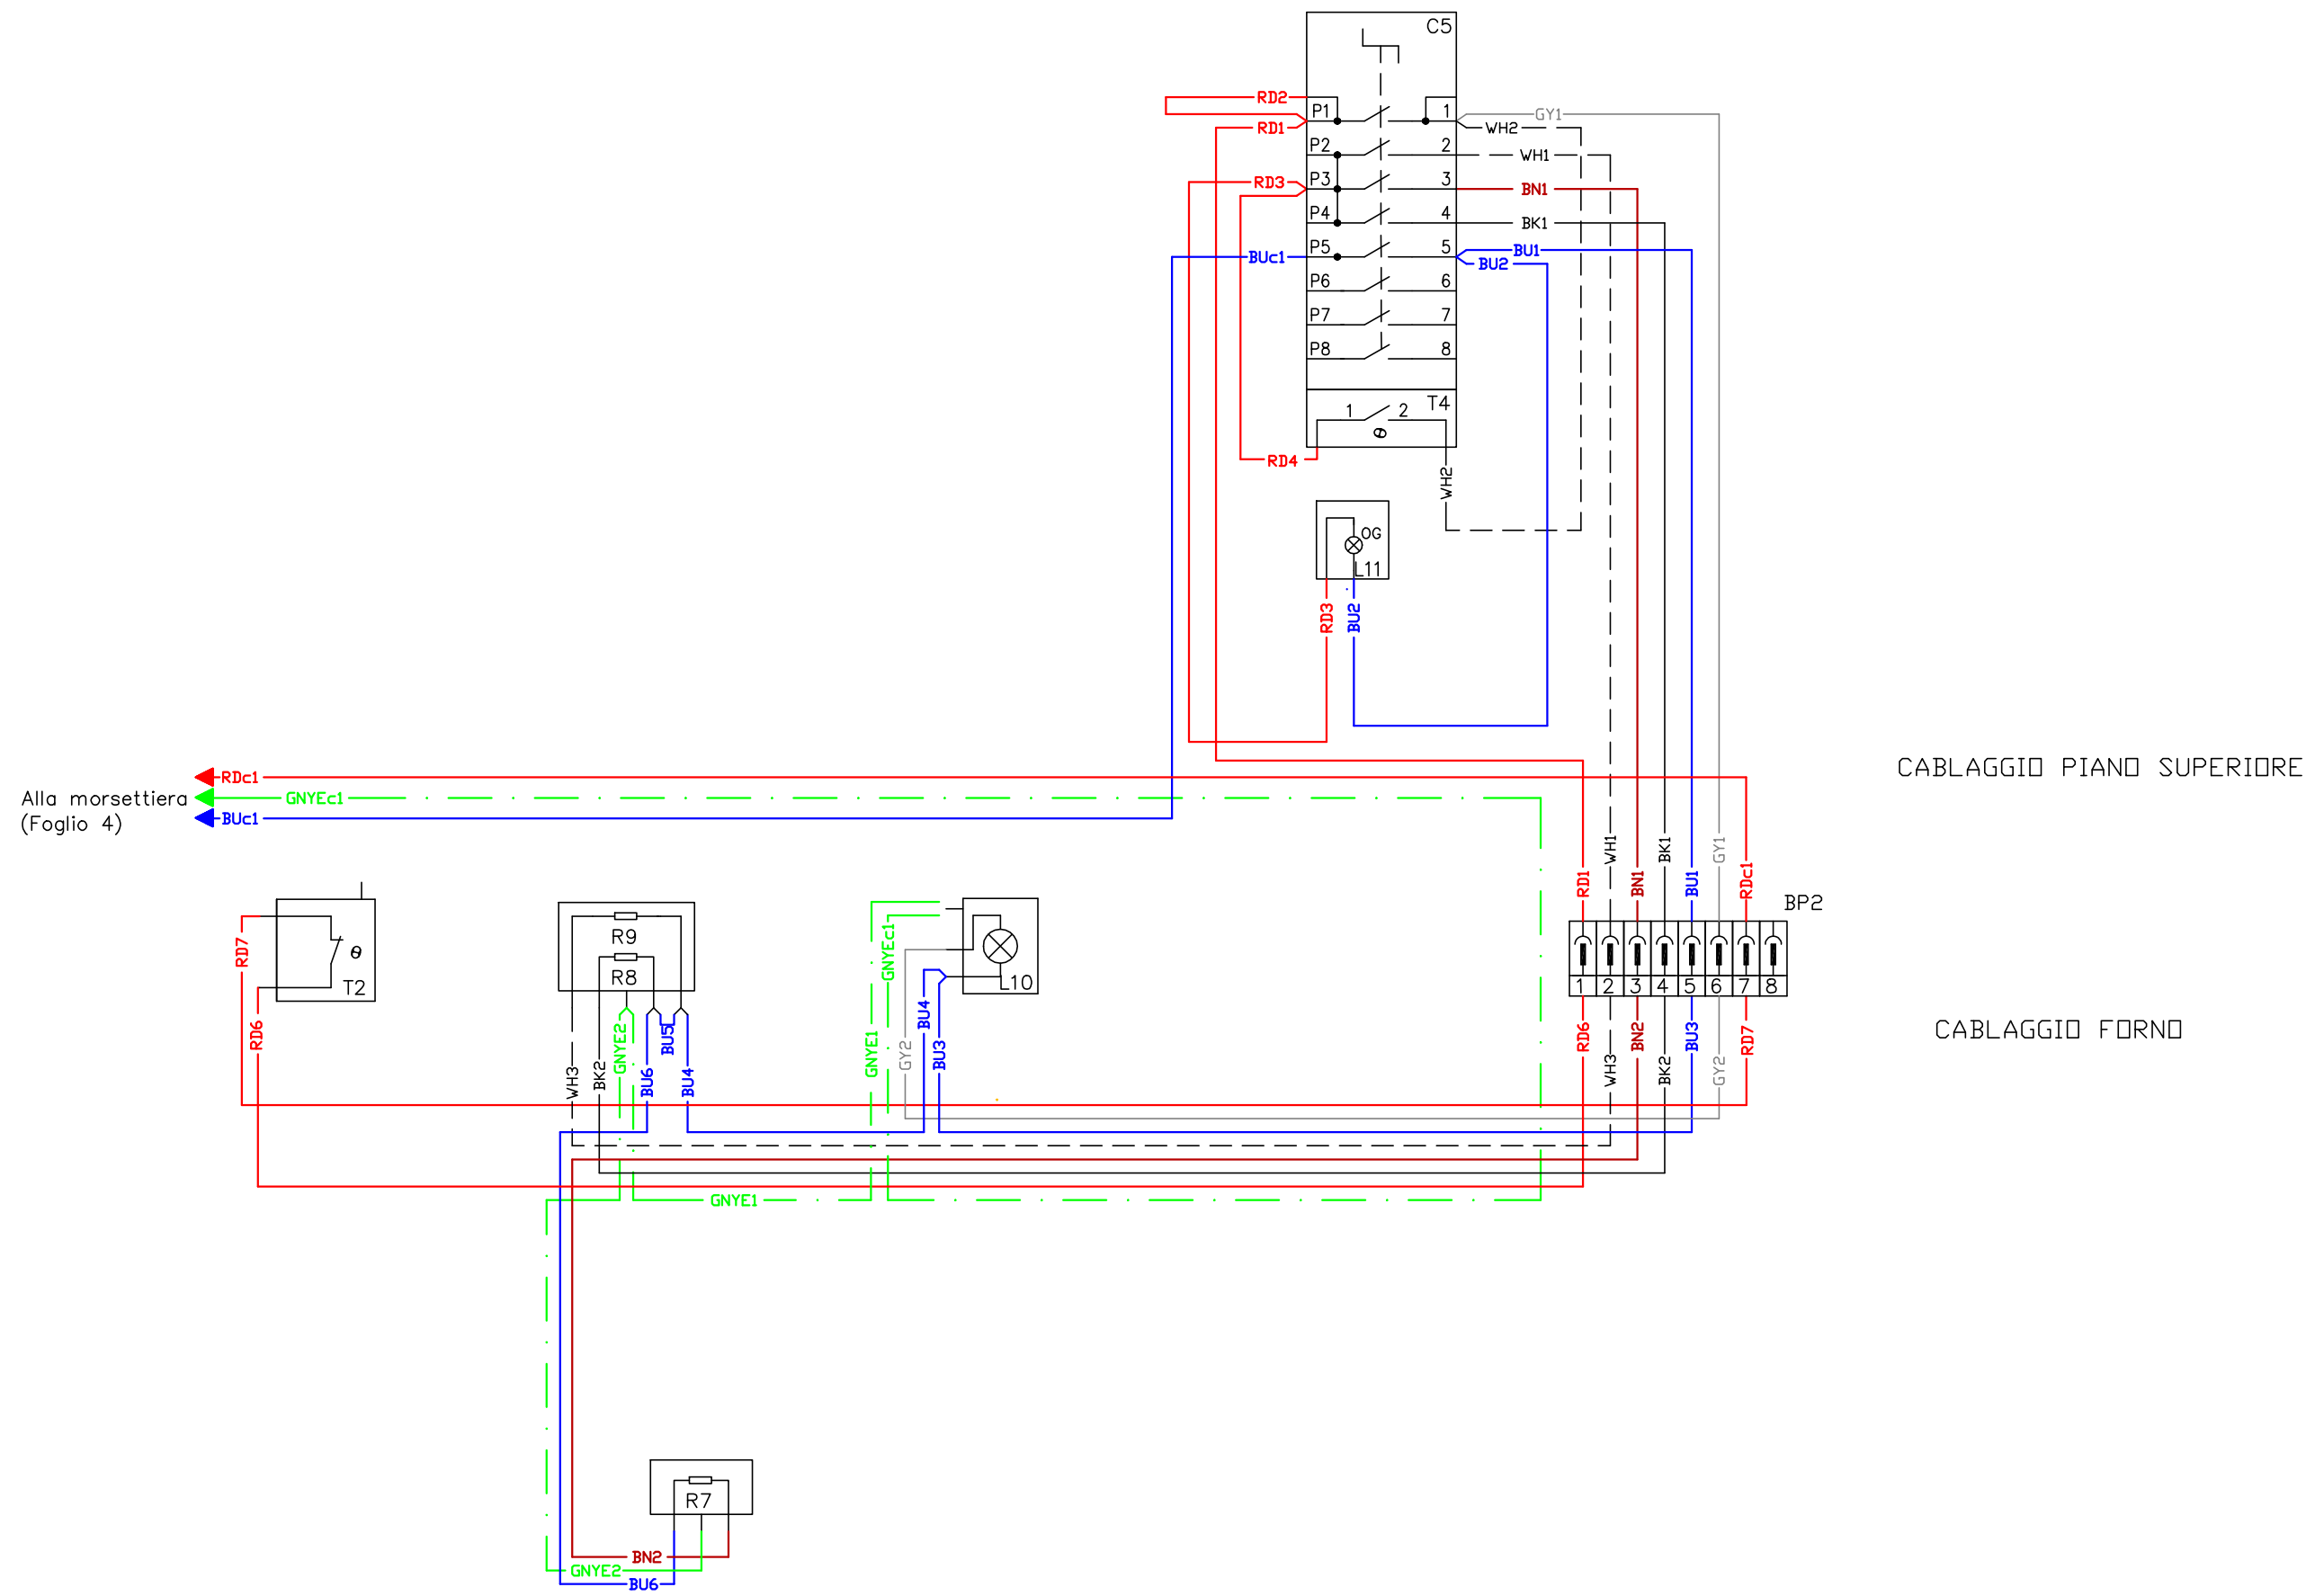 C5
RD2
P1 1 GY1
RD1 WH2
P2 2 WH1
RD3 P3 3 BN1
P4 4 BK1
BUc1 P5 5 BU1
BU2
P6 6
P7 7
P8 8
T4
1 2
θ
RD4
WH2
OG
L11
RD3 BU2
CABLAGGIO PIANO SUPERIORE
RDc1
Alla morsettiera GNYEc1
(Foglio 4) BUc1
WH1 BK1 GY1
RD1 BN1 BU1 RDc1
BP2
RD7 θ R9 GNYEc1
T2 R8 L10
1 2 3 4 5 6 7 8
RD6 GNYE2 BU5 BU4 GNYE1 GY2 BU3
RD6 BN2 BU3 RD7
CABLAGGIO FORNO
WH3 BK2 BU6 BU4
WH3 BK2 GY2
GNYE1
R7
BN2
GNYE2
BU6